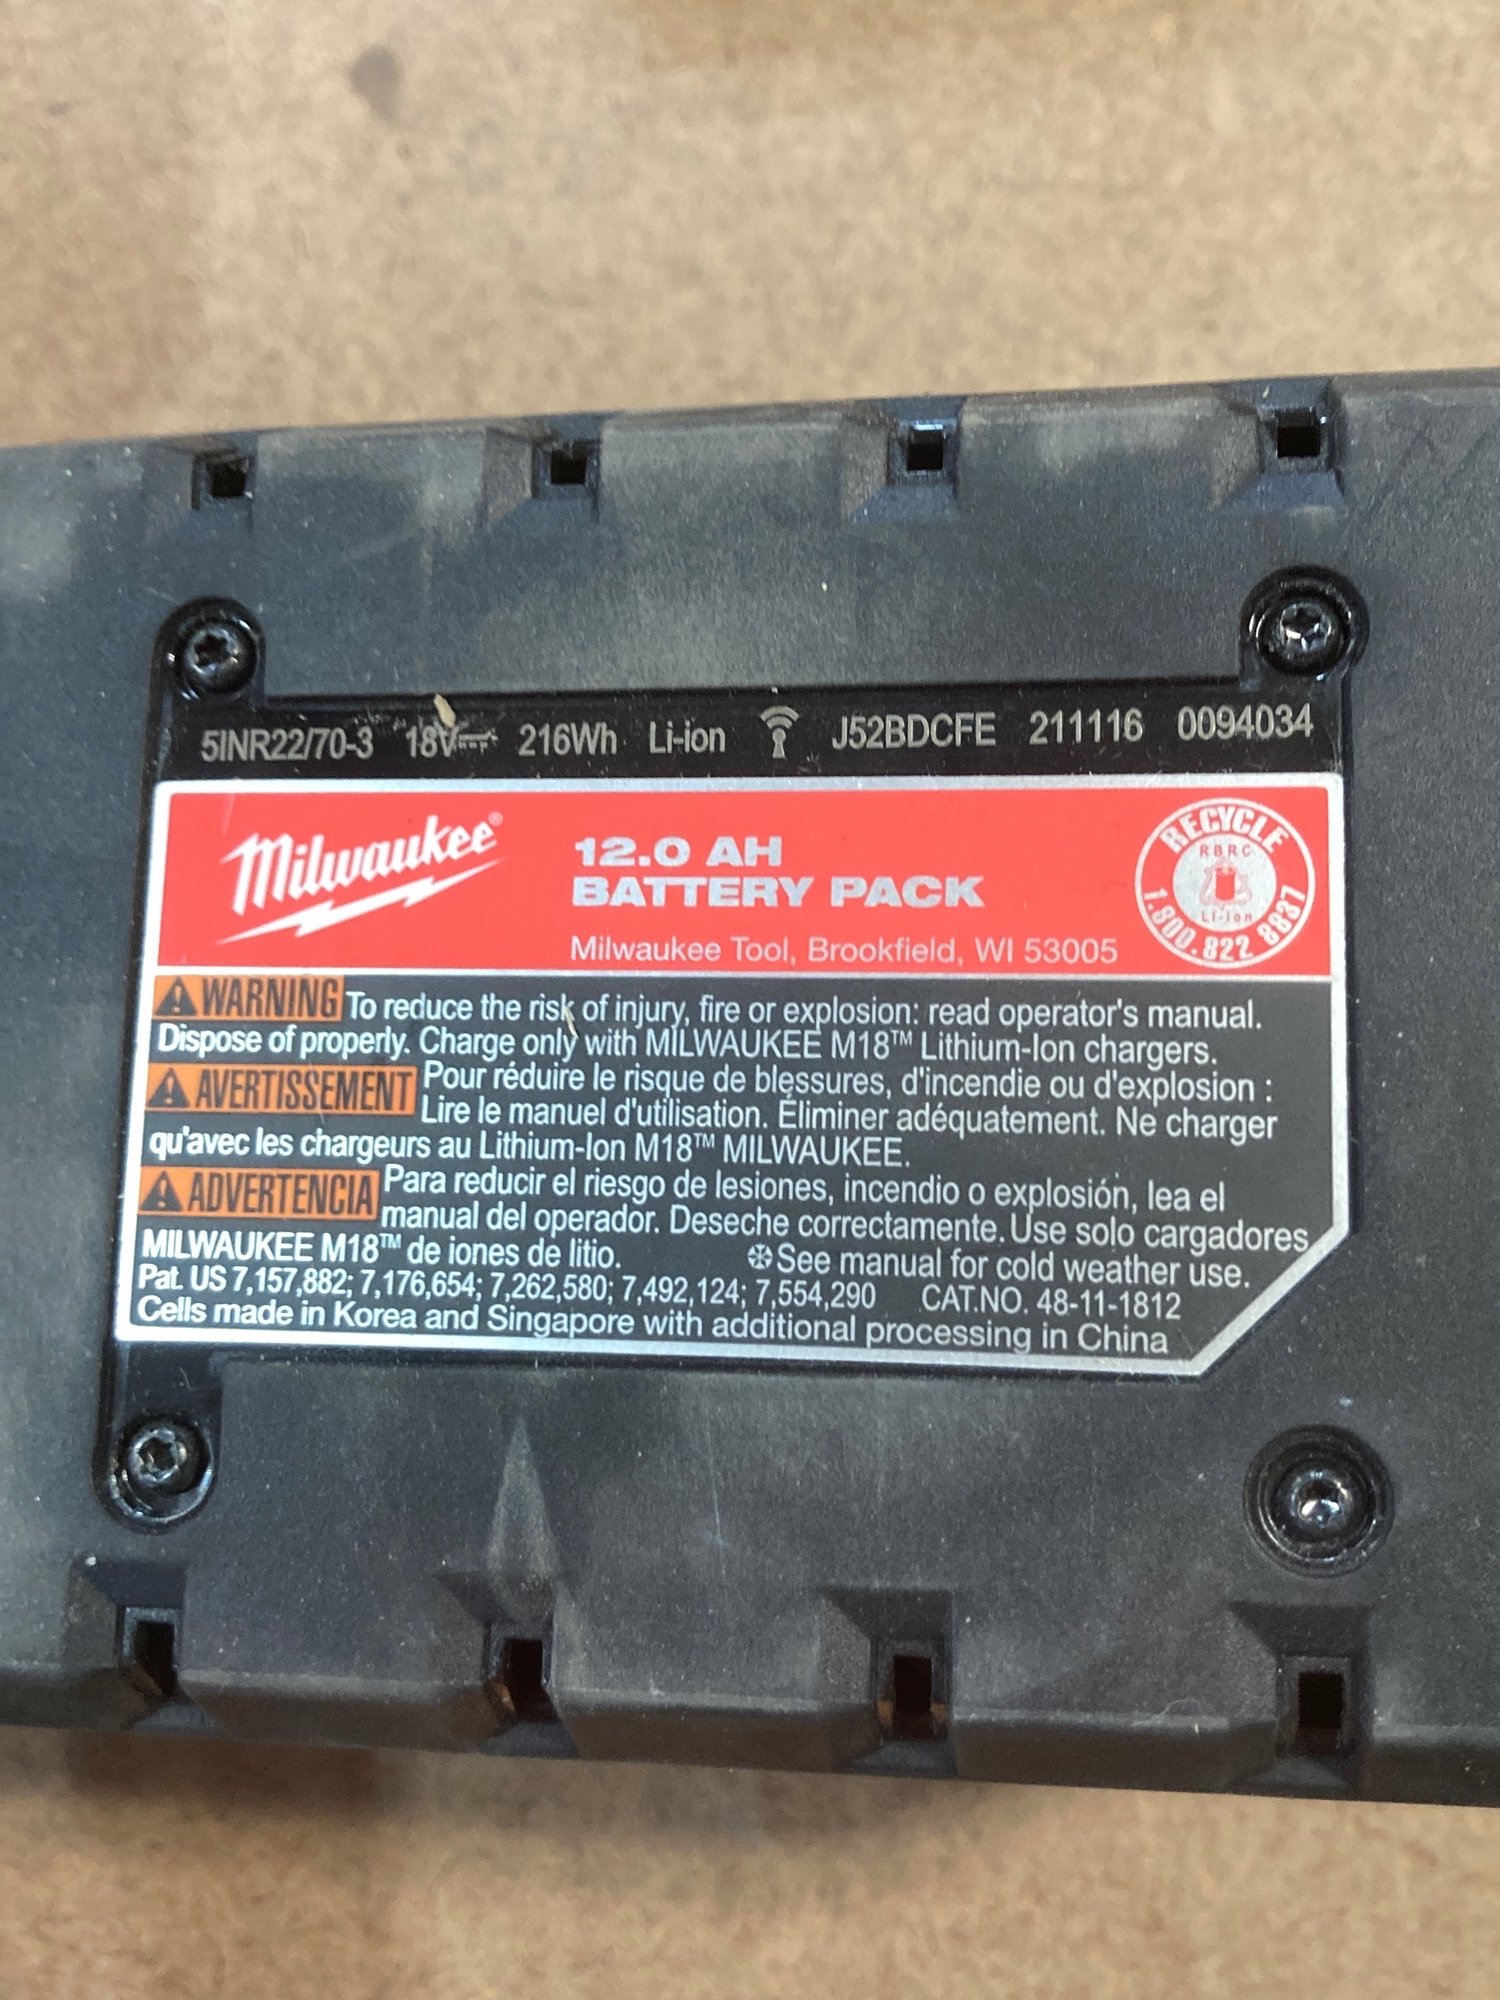 5INR22/70-3 18V 216Wh Li-ion J52BDCFE 211116 0094034
Milwaukee®
12.0 AH
BATTERY PACK
Milwaukee Tool, Brookfield, WI 53005
RECYCLE
RBRC
Li-ion
1.800.822 8837
WARNING To reduce the risk of injury, fire or explosion: read operator's manual.
Dispose of properly. Charge only with MILWAUKEE M18™ Lithium-Ion chargers.
AVERTISSEMENT Pour réduire le risque de blessures, d'incendie ou d'explosion :
Lire le manuel d'utilisation. Éliminer adéquatement. Ne charger
qu'avec les chargeurs au Lithium-Ion M18™ MILWAUKEE.
ADVERTENCIA Para reducir el riesgo de lesiones, incendio o explosión, lea el
manual del operador. Deseche correctamente. Use solo cargadores
MILWAUKEE M18™ de iones de litio. See manual for cold weather use.
Pat. US 7,157,882; 7,176,654; 7,262,580; 7,492,124; 7,554,290 CAT.NO. 48-11-1812
Cells made in Korea and Singapore with additional processing in China